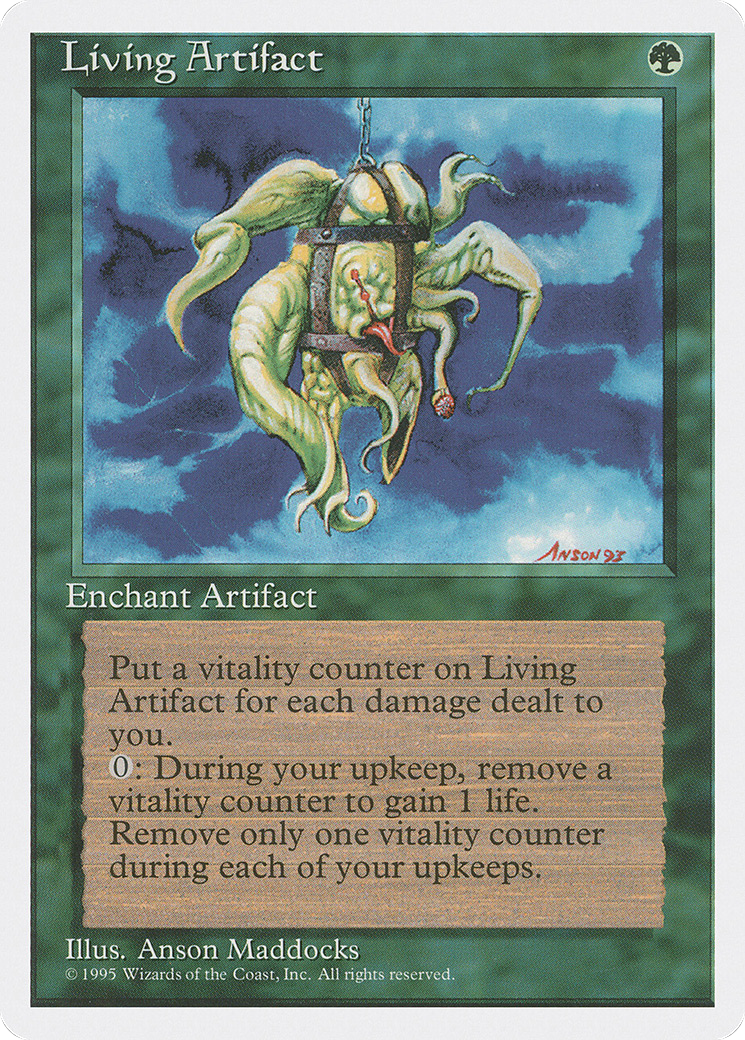 Living Artifact
ANSON 93
Enchant Artifact
Put a vitality counter on Living
Artifact for each damage dealt to
you.
0: During your upkeep, remove a
vitality counter to gain 1 life.
Remove only one vitality counter
during each of your upkeeps.
Illus. Anson Maddocks
© 1995 Wizards of the Coast, Inc. All rights reserved.